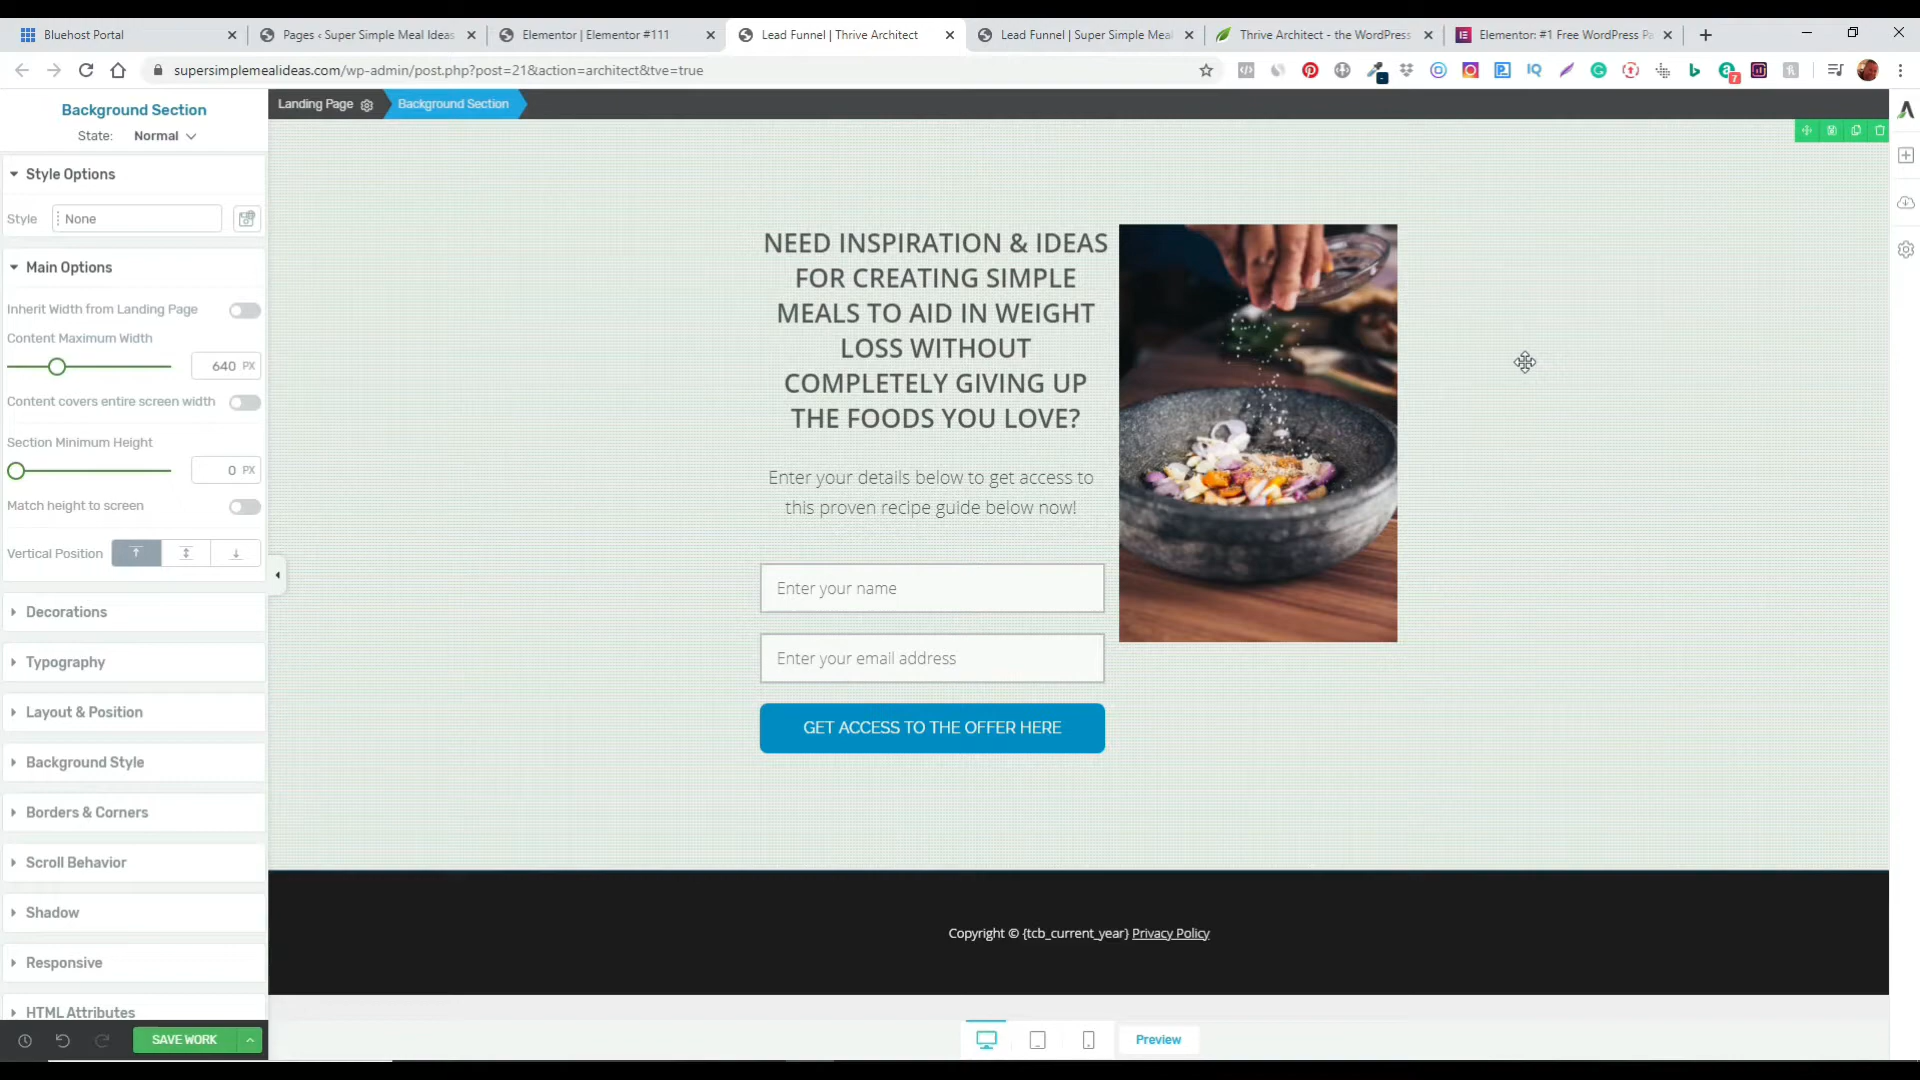 Bluehost Portal
Pages ‹ Super Simple Meal Ideas
Elementor | Elementor #111
Lead Funnel | Thrive Architect
Lead Funnel | Super Simple Meal
Thrive Architect - the WordPress
Elementor: #1 Free WordPress Pa
supersimplemealideas.com/wp-admin/post.php?post=21&action=architect&tve=true
Background Section
State: Normal
Landing Page
Background Section
Style Options
Style None
Main Options
Inherit Width from Landing Page
Content Maximum Width
640 PX
Content covers entire screen width
Section Minimum Height
0 PX
Match height to screen
Vertical Position
Decorations
Typography
Layout & Position
Background Style
Borders & Corners
Scroll Behavior
Shadow
Responsive
HTML Attributes
SAVE WORK
NEED INSPIRATION & IDEAS
FOR CREATING SIMPLE
MEALS TO AID IN WEIGHT
LOSS WITHOUT
COMPLETELY GIVING UP
THE FOODS YOU LOVE?
Enter your details below to get access to
this proven recipe guide below now!
Enter your name
Enter your email address
GET ACCESS TO THE OFFER HERE
Copyright © {tcb_current_year} Privacy Policy
Preview